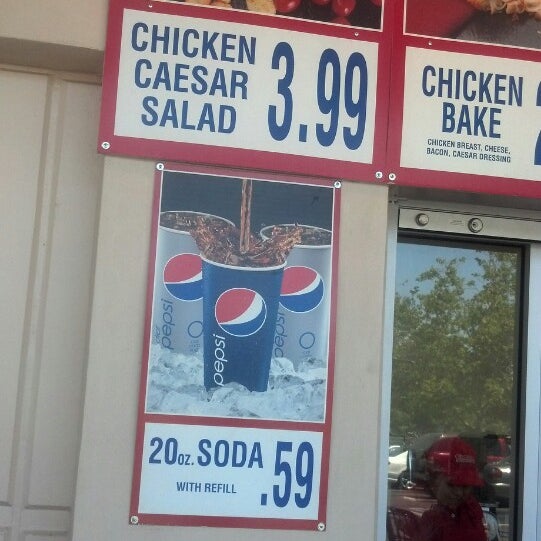 CHICKEN
CAESAR
SALAD
3.99
CHICKEN
BAKE
CHICKEN BREAST, CHEESE,
BACON, CAESAR DRESSING
pepsi
pepsi
pepsi
20oz. SODA
WITH REFILL
.59